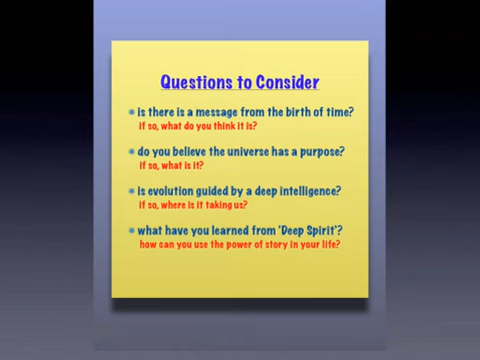 Questions to Consider
is there is a message from the birth of time?
if so, what do you think it is?
do you believe the universe has a purpose?
if so, what is it?
is evolution guided by a deep intelligence?
if so, where is it taking us?
what have you learned from 'Deep Spirit'?
how can you use the power of story in your life?